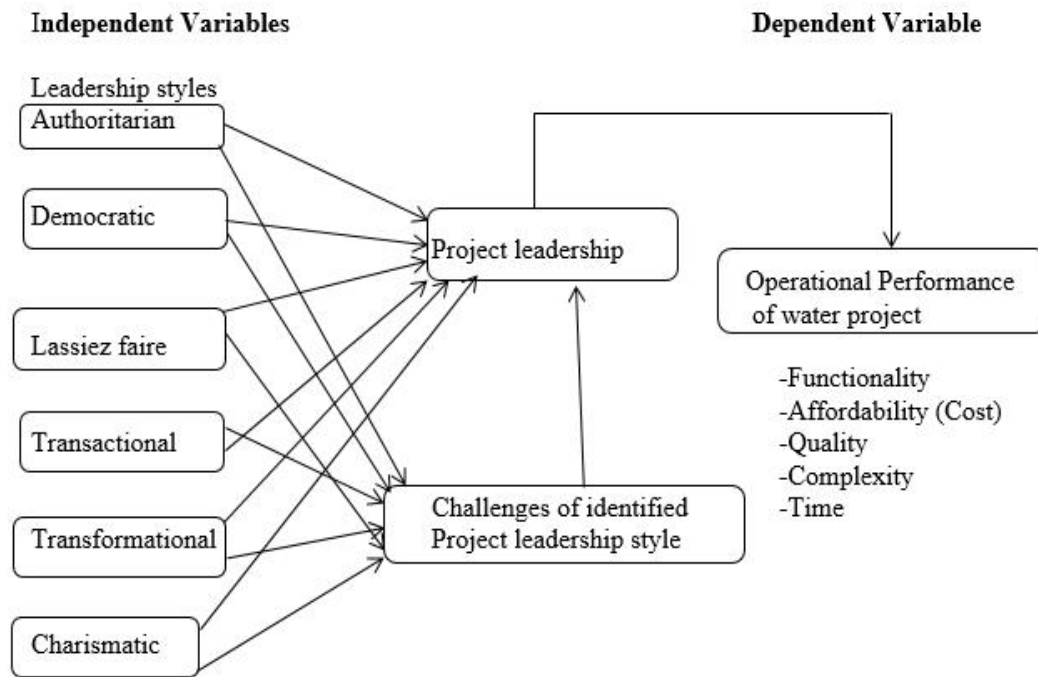 Independent Variables
Dependent Variable
Leadership styles
Authoritarian
Democratic
Lassiez faire
Transactional
Transformational
Charismatic
Project leadership
Challenges of identified
Project leadership style
Operational Performance
of water project
-Functionality
-Affordability (Cost)
-Quality
-Complexity
-Time